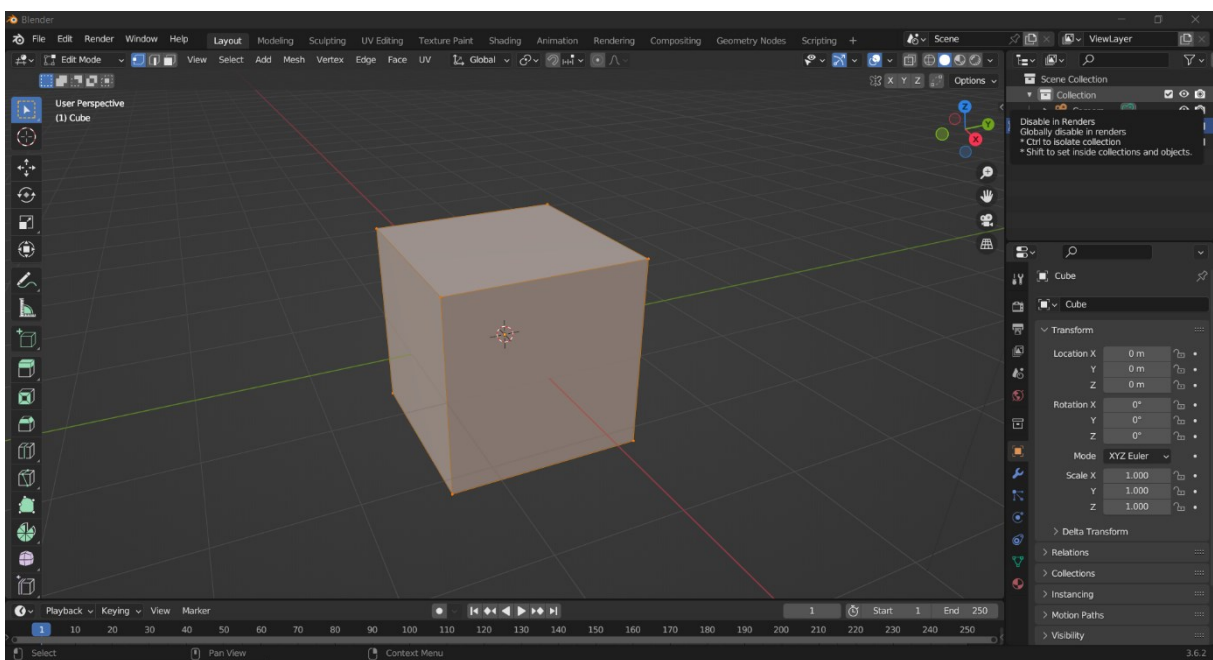 Blender
File Edit Render Window Help Layout Modeling Sculpting UV Editing Texture Paint Shading Animation Rendering Compositing Geometry Nodes Scripting + Scene ViewLayer
Edit Mode View Select Add Mesh Vertex Edge Face UV Global
X Y Z Options
User Perspective
(1) Cube
Z
Y
X
Scene Collection
Collection
Disable in Renders
Globally disable in renders
* Ctrl to isolate collection
* Shift to set inside collections and objects.
Cube
Cube
Transform
Location X 0 m
Y 0 m
Z 0 m
Rotation X 0°
Y 0°
Z 0°
Mode XYZ Euler
Scale X 1.000
Y 1.000
Z 1.000
Delta Transform
Relations
Collections
Instancing
Motion Paths
Visibility
Playback Keying View Marker 1 Start 1 End 250
1 10 20 30 40 50 60 70 80 90 100 110 120 130 140 150 160 170 180 190 200 210 220 230 240 250
Select Pan View Context Menu 3.6.2